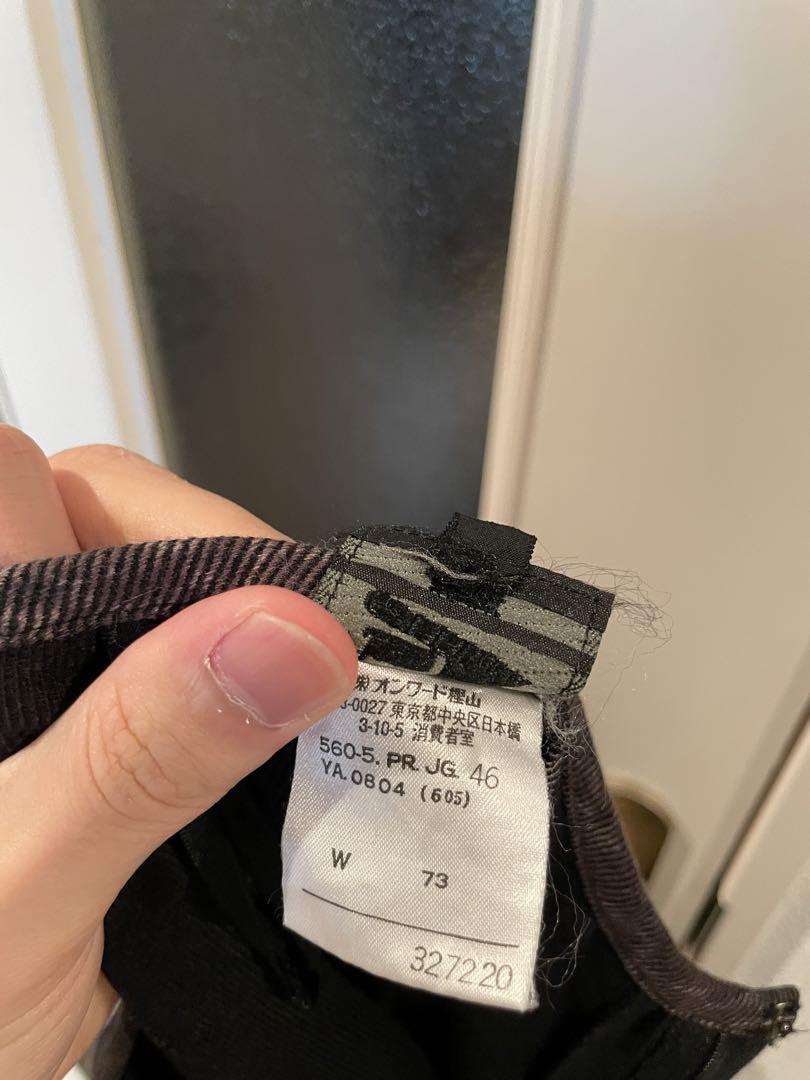 オンワード樫山
-0027 東京都中央区日本橋
3-10-5 消費者室
560-5. PR. JG. 46
YA. 0804 (605)
W 73
327220